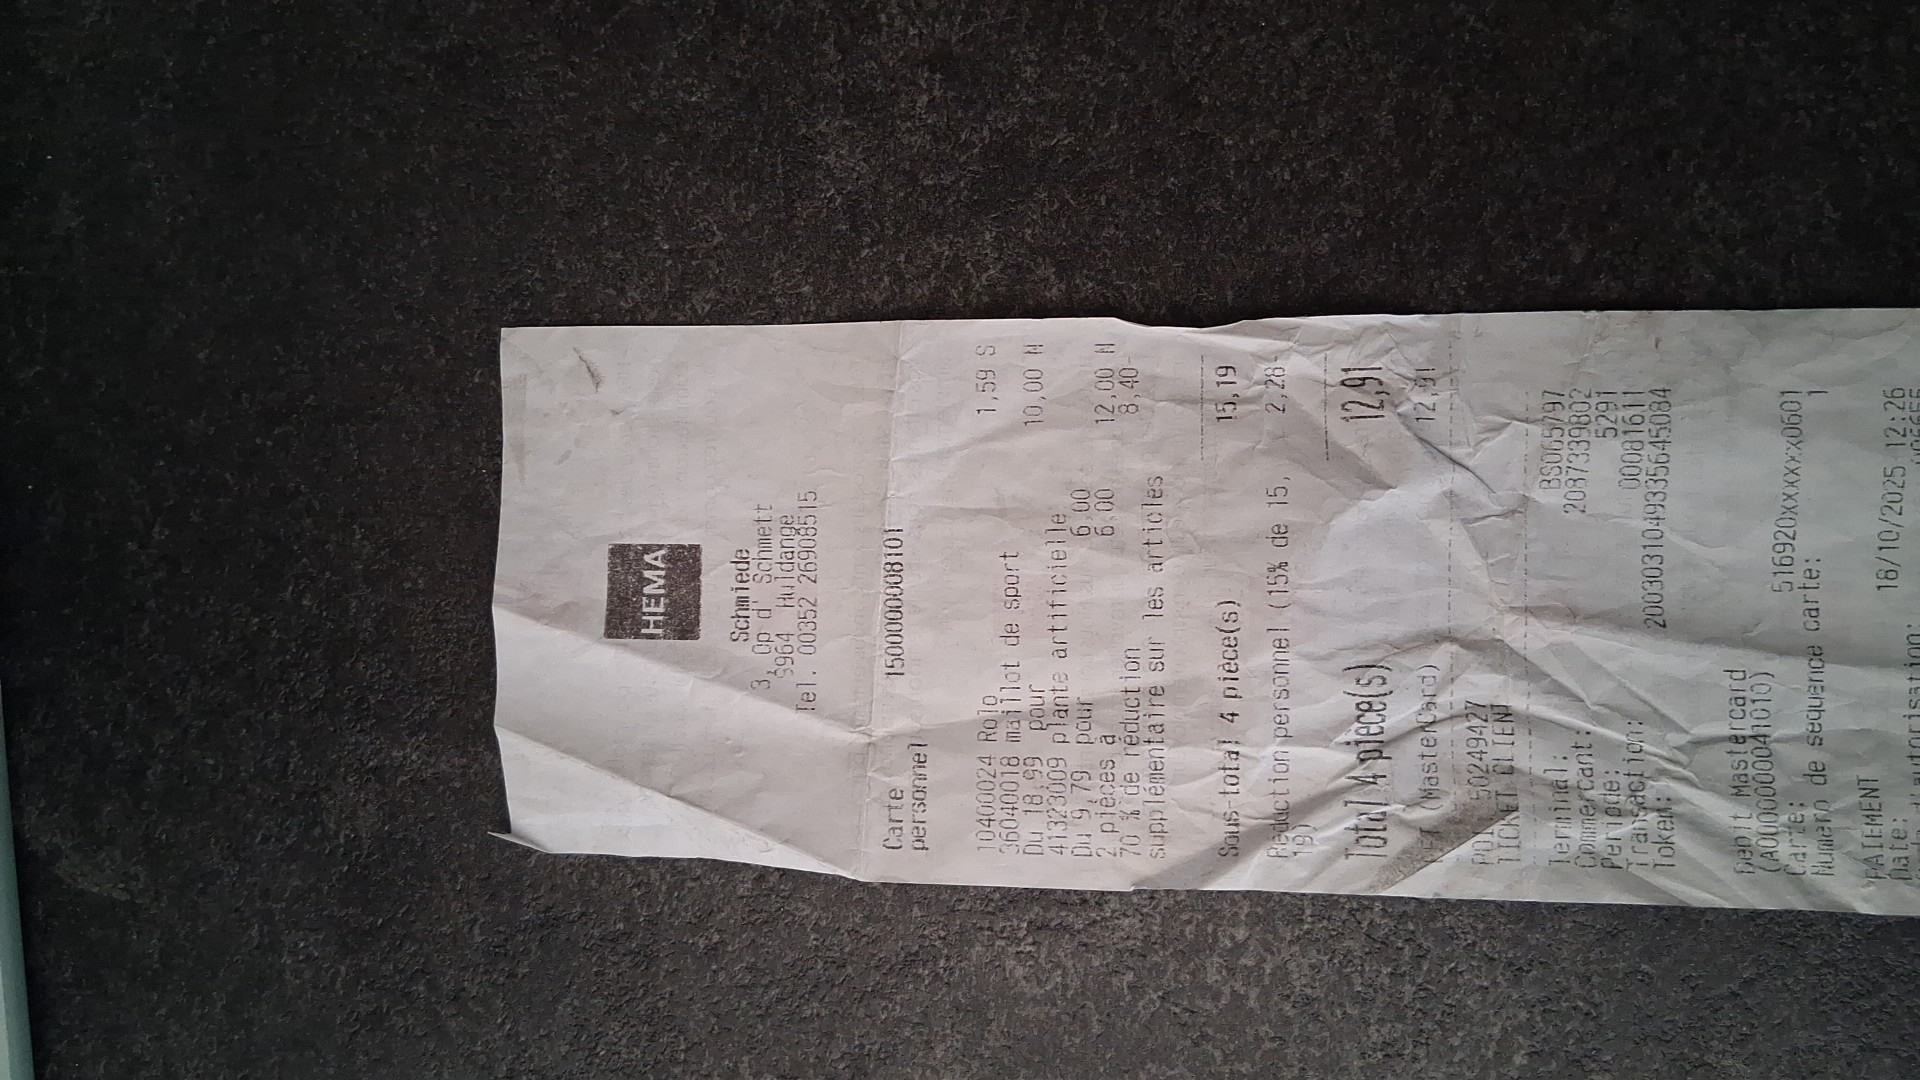 HEMA
Schmiede
3, Op d' Schmett
9964 Huldange
Tel. 00352 26908515
Carte 1500000008101
personnel
10400024 Rolo 1,59 S
36040018 maillot de sport
Du 18,99 pour 10,00 N
41323009 plante artificielle
Du 9,79 pour 6,00
2 pièces à 6,00 12,00 N
70 % de réduction 8,40-
supplémentaire sur les articles
Sous-total 4 pièce(s) 15,19
Réduction personnel (15% de 15, 2,28-
19)
Total 4 pièce(s) 12,91
(MasterCard) 12,91
POI: 50249427
TICKET CLIENT
Terminal: BS065797
Commercant: 2087339802
Periode: 5291
Transaction: 00081611
Token: 2003031049335645084
Debit Mastercard
(A0000000041010)
Carte: 516920xxxxxx0601
Numéro de sequence carte: 1
PAIEMENT
Date: 18/10/2025 12:26